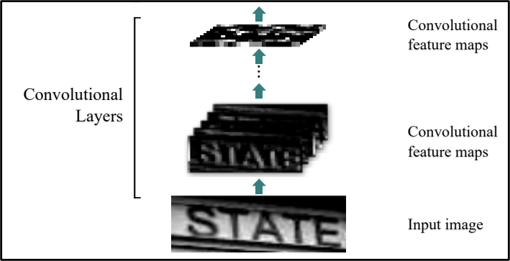 Convolutional
feature maps
Convolutional
Layers
Convolutional
feature maps
STATE
STATE
Input image